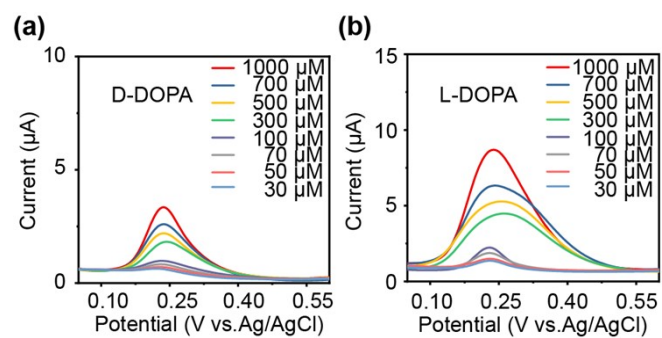 (a)
10
5
0
Current (µA)
D-DOPA
1000 µM
700 µM
500 µM
300 µM
100 µM
70 µM
50 µM
30 µM
0.10 0.25 0.40 0.55
Potential (V vs.Ag/AgCl)
(b)
15
10
5
0
Current (µA)
L-DOPA
1000 µM
700 µM
500 µM
300 µM
100 µM
70 µM
50 µM
30 µM
0.10 0.25 0.40 0.55
Potential (V vs.Ag/AgCl)